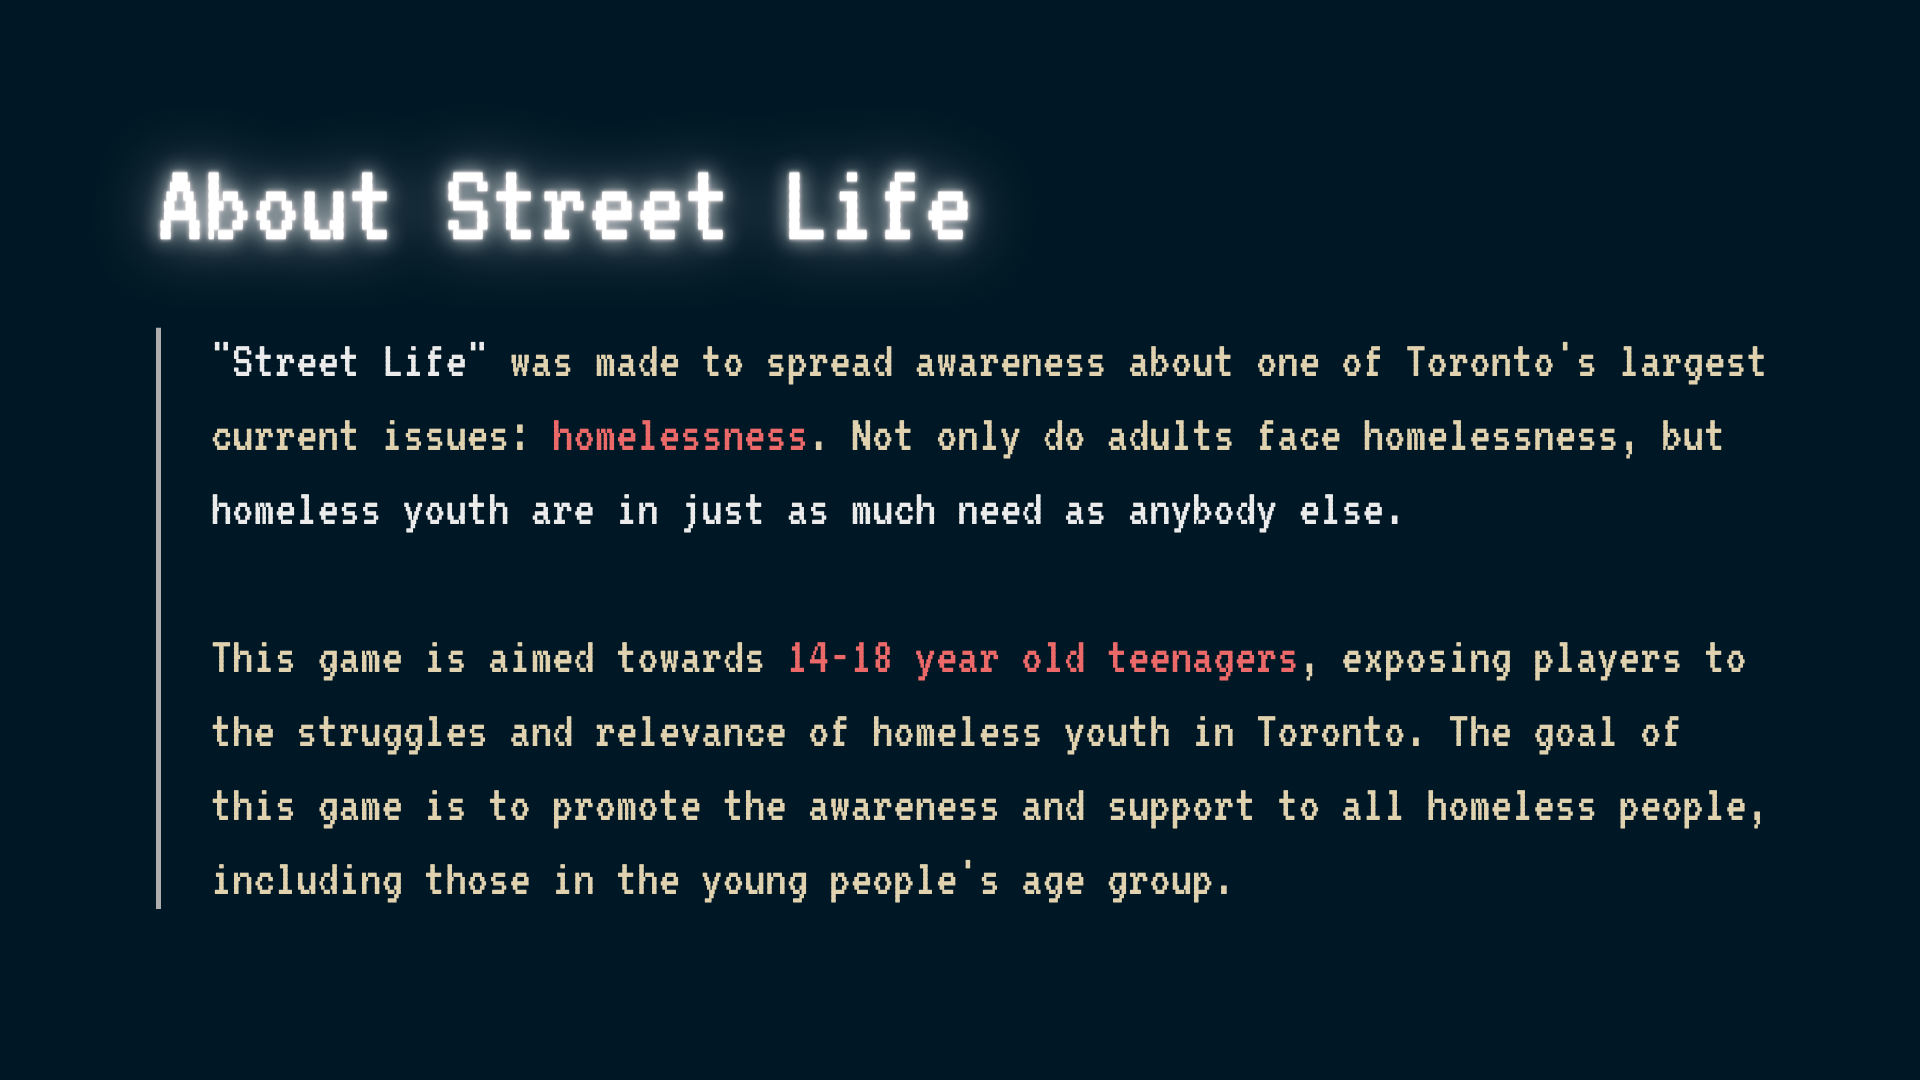 About Street Life
"Street Life" was made to spread awareness about one of Toronto's largest
current issues: homelessness. Not only do adults face homelessness, but
homeless youth are in just as much need as anybody else.
This game is aimed towards 14-18 year old teenagers, exposing players to
the struggles and relevance of homeless youth in Toronto. The goal of
this game is to promote the awareness and support to all homeless people,
including those in the young people's age group.